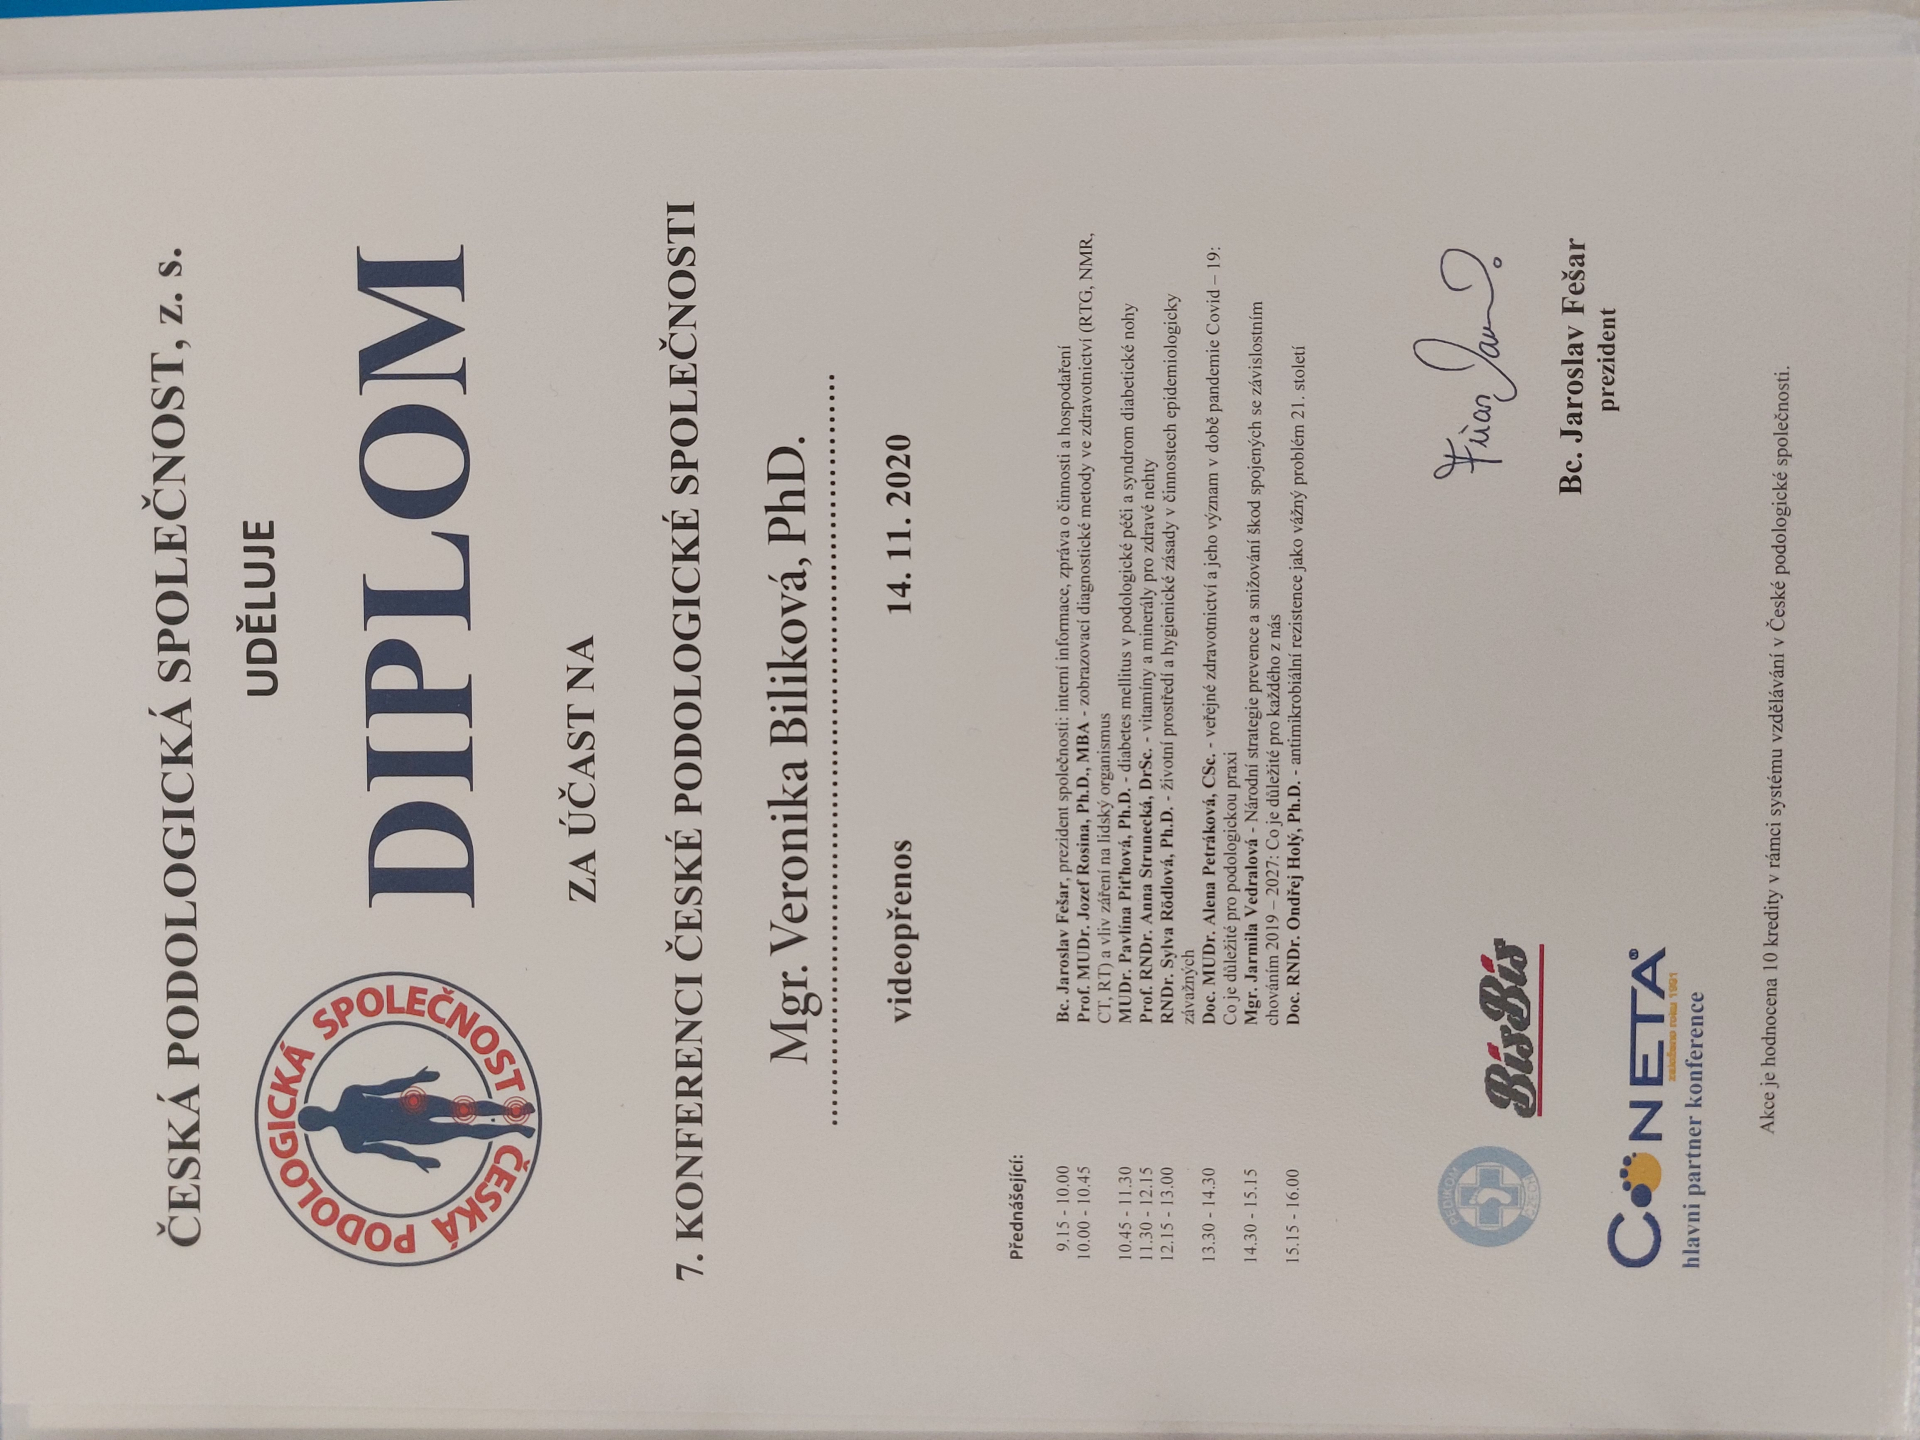 ČESKÁ PODOLOGICKÁ SPOLEČNOST, z. s.
UDĚLUJE
ČESKÁ PODOLOGICKÁ SPOLEČNOST
DIPLOM
ZA ÚČAST NA
7. KONFERENCI ČESKÉ PODOLOGICKÉ SPOLEČNOSTI
Mgr. Veronika Biliková, PhD.
videopřenos 14. 11. 2020
Přednášející:
9.15 - 10.00 Bc. Jaroslav Fešar, prezident společnosti: interní informace, zpráva o činnosti a hospodaření
10.00 - 10.45 Prof. MUDr. Jozef Rosina, Ph.D., MBA - zobrazovací diagnostické metody ve zdravotnictví (RTG, NMR,
CT, RT) a vliv záření na lidský organismus
10.45 - 11.30 MUDr. Pavlína Piťhová, Ph.D. - diabetes mellitus v podologické péči a syndrom diabetické nohy
11.30 - 12.15 Prof. RNDr. Anna Strunecká, DrSc. - vitamíny a minerály pro zdravé nehty
12.15 - 13.00 RNDr. Sylva Rödlová, Ph.D. - životní prostředí a hygienické zásady v činnostech epidemiologicky
závažných
13.30 - 14.30 Doc. MUDr. Alena Petráková, CSc. - veřejné zdravotnictví a jeho význam v době pandemie Covid – 19:
Co je důležité pro podologickou praxi
14.30 - 15.15 Mgr. Jarmila Vedralová - Národní strategie prevence a snižování škod spojených se závislostním
chováním 2019 – 2027: Co je důležité pro každého z nás
15.15 - 16.00 Doc. RNDr. Ondřej Holý, Ph.D. - antimikrobiální rezistence jako vážný problém 21. století
PEDIKOM
CZECH
BisBis
Bc. Jaroslav Fešar
prezident
CONETA®
založeno roku 1991
hlavní partner konference
Akce je hodnocena 10 kredity v rámci systému vzdělávání v České podologické společnosti.